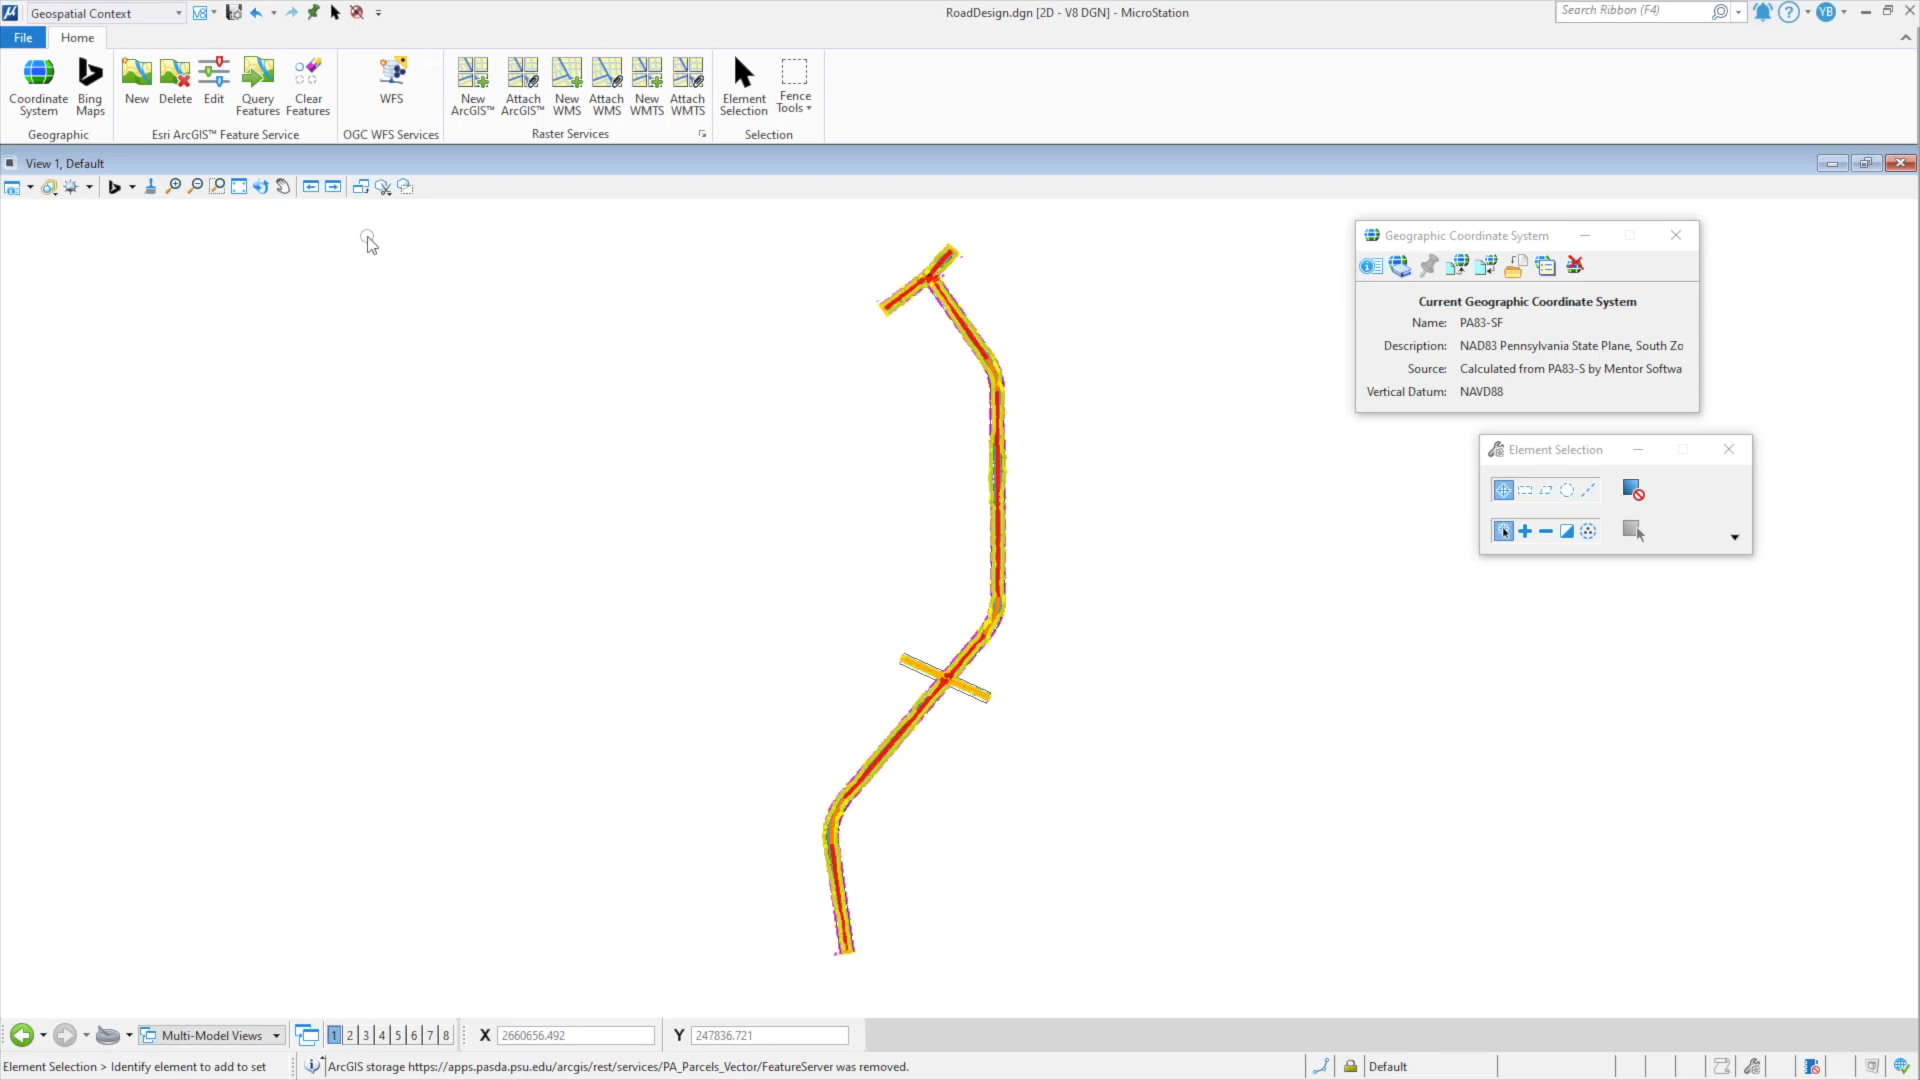 Geospatial Context
RoadDesign.dgn [2D - V8 DGN] - MicroStation
Search Ribbon (F4)
YB
File
Home
Coordinate System
Bing Maps
New
Delete
Edit
Query Features
Clear Features
WFS
New ArcGIS™
Attach ArcGIS™
New WMS
Attach WMS
New WMTS
Attach WMTS
Element Selection
Fence Tools
Geographic
Esri ArcGIS™ Feature Service
OGC WFS Services
Raster Services
Selection
View 1, Default
Geographic Coordinate System
Current Geographic Coordinate System
Name: PA83-SF
Description: NAD83 Pennsylvania State Plane, South Zo
Source: Calculated from PA83-S by Mentor Softwa
Vertical Datum: NAVD88
Element Selection
Multi-Model Views
1 2 3 4 5 6 7 8
X 2660656.492
Y 247836.721
Element Selection > Identify element to add to set
ArcGIS storage https://apps.pasda.psu.edu/arcgis/rest/services/PA_Parcels_Vector/FeatureServer was removed.
Default